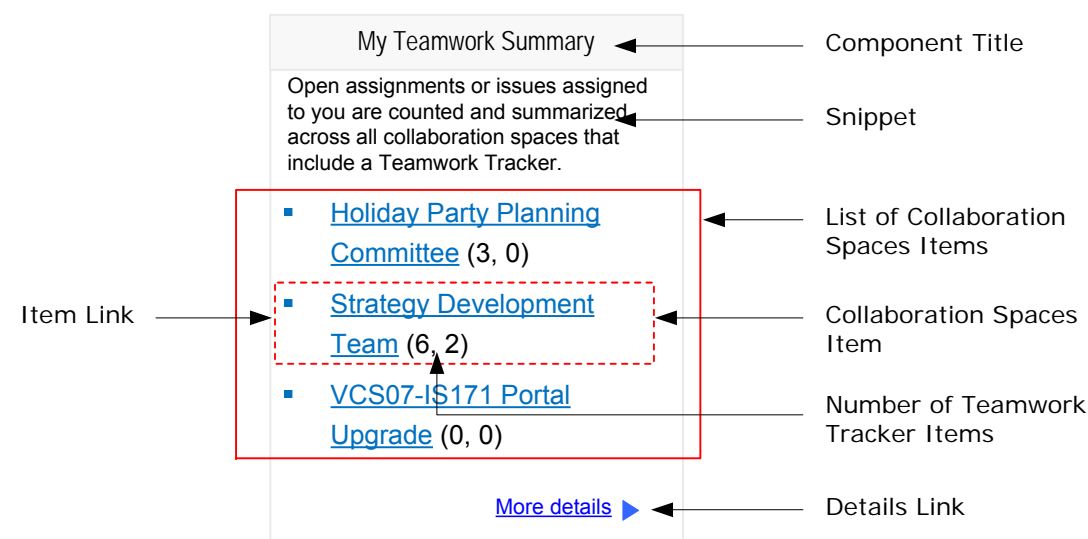 My Teamwork Summary
Component Title
Open assignments or issues assigned
to you are counted and summarized
across all collaboration spaces that
include a Teamwork Tracker.
Snippet
Holiday Party Planning
Committee (3, 0)
List of Collaboration
Spaces Items
Item Link
Strategy Development
Team (6, 2)
Collaboration Spaces
Item
VCS07-IS171 Portal
Upgrade (0, 0)
Number of Teamwork
Tracker Items
More details
Details Link